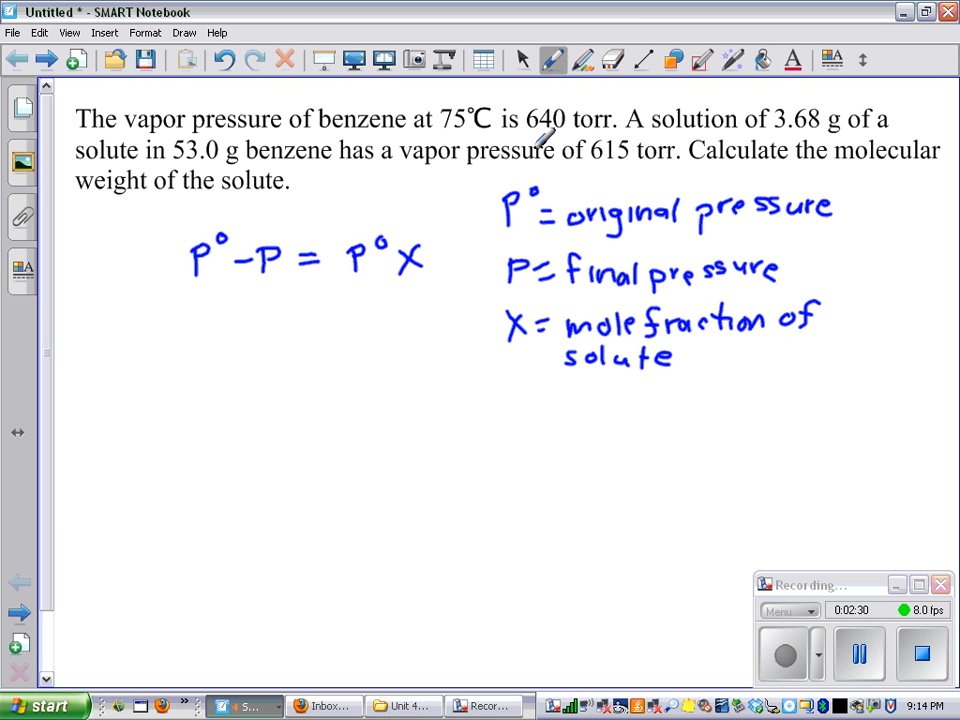 Untitled * - SMART Notebook
File Edit View Insert Format Draw Help
The vapor pressure of benzene at 75℃ is 640 torr. A solution of 3.68 g of a
solute in 53.0 g benzene has a vapor pressure of 615 torr. Calculate the molecular
weight of the solute.
P° - P = P° X
P° = original pressure
P = final pressure
X = mole fraction of
solute
Recording...
Menu 0:02:30 8.0 fps
start 4 S... Inbox... Unit 4... Recor... 9:14 PM